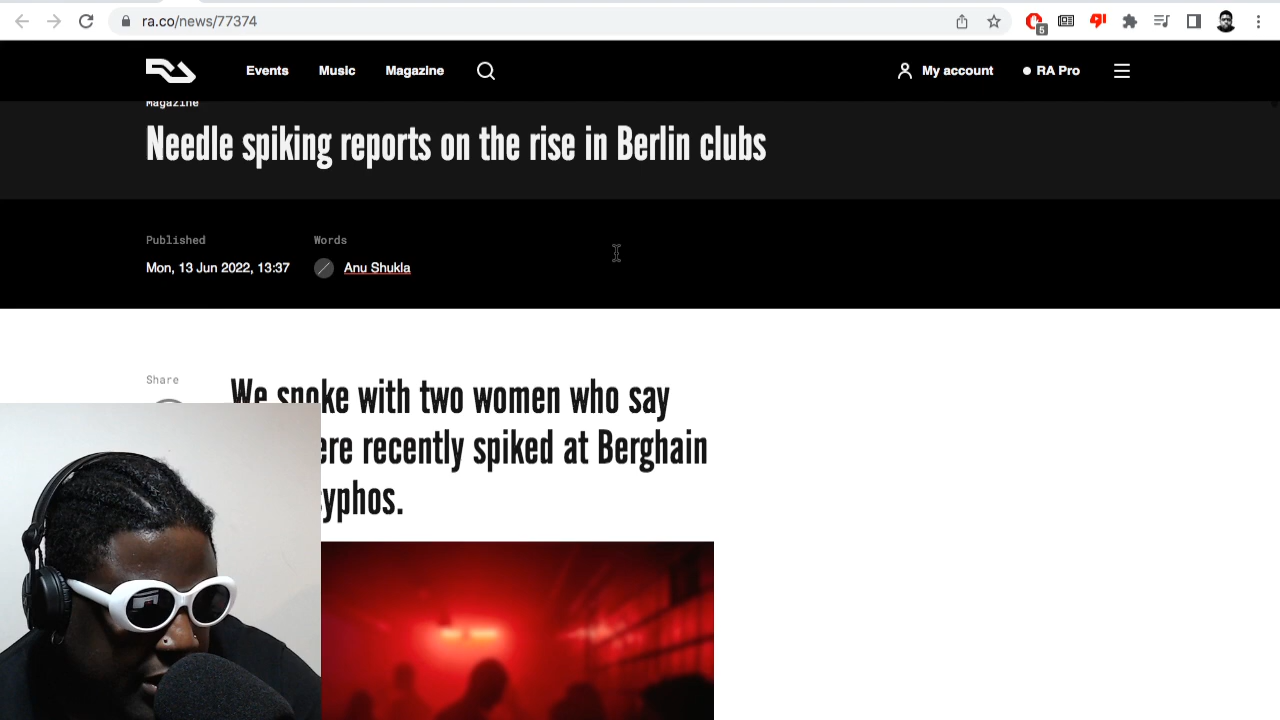 ra.co/news/77374
5
Events Music Magazine My account RA Pro
Magazine
Needle spiking reports on the rise in Berlin clubs
Published Words
Mon, 13 Jun 2022, 13:37 Anu Shukla
Share
We spoke with two women who say
ere recently spiked at Berghain
syphos.